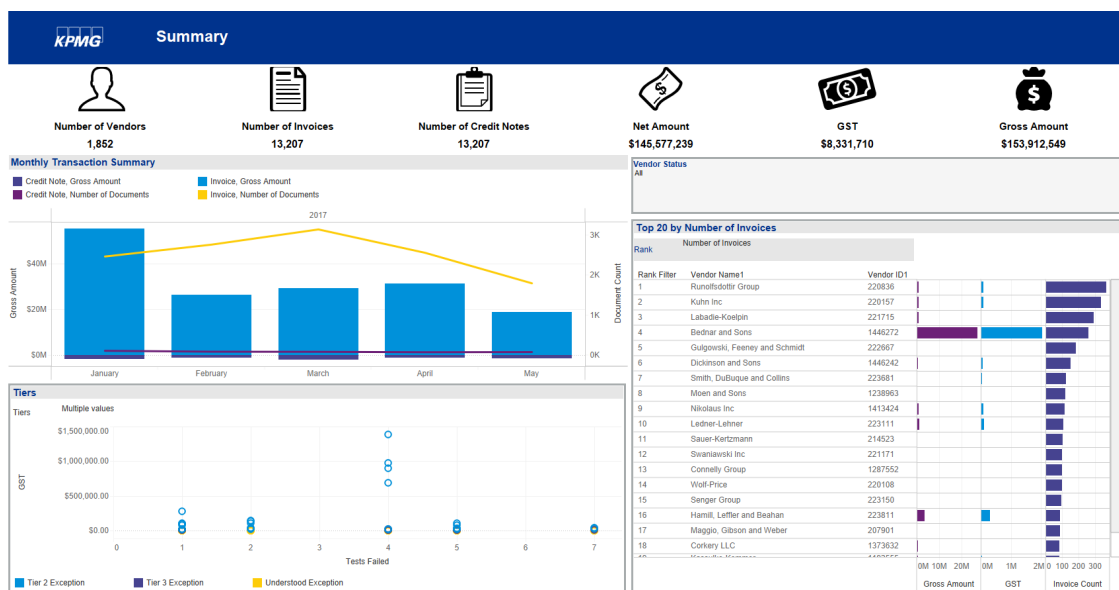 KPMG
Summary
Number of Vendors
1,852
Number of Invoices
13,207
Number of Credit Notes
13,207
Net Amount
$145,577,239
GST
$8,331,710
Gross Amount
$153,912,549
Monthly Transaction Summary
Credit Note, Gross Amount
Invoice, Gross Amount
Credit Note, Number of Documents
Invoice, Number of Documents
2017
Gross Amount
$40M
$20M
$0M
3K
2K
1K
0K
Document Count
January February March April May
Tiers
Tiers Multiple values
GST
$1,500,000.00
$1,000,000.00
$500,000.00
$0.00
0 1 2 3 4 5 6 7
Tests Failed
Tier 2 Exception Tier 3 Exception Understood Exception
Vendor Status
All
Top 20 by Number of Invoices
Rank Number of Invoices
Rank Filter Vendor Name1 Vendor ID1
1 Runolfsdottir Group 220836
2 Kuhn Inc 220157
3 Labadie-Koelpin 221715
4 Bednar and Sons 1446272
5 Gulgowski, Feeney and Schmidt 222667
6 Dickinson and Sons 1446242
7 Smith, DuBuque and Collins 223681
8 Moen and Sons 1238963
9 Nikolaus Inc 1413424
10 Ledner-Lehner 223111
11 Sauer-Kertzmann 214523
12 Swaniawski Inc 221171
13 Connelly Group 1287552
14 Wolf-Price 220108
15 Senger Group 223150
16 Hamill, Leffler and Beahan 223811
17 Maggio, Gibson and Weber 207901
18 Corkery LLC 1373632
0M 10M 20M 0M 1M 2M 0 100 200 300
Gross Amount GST Invoice Count